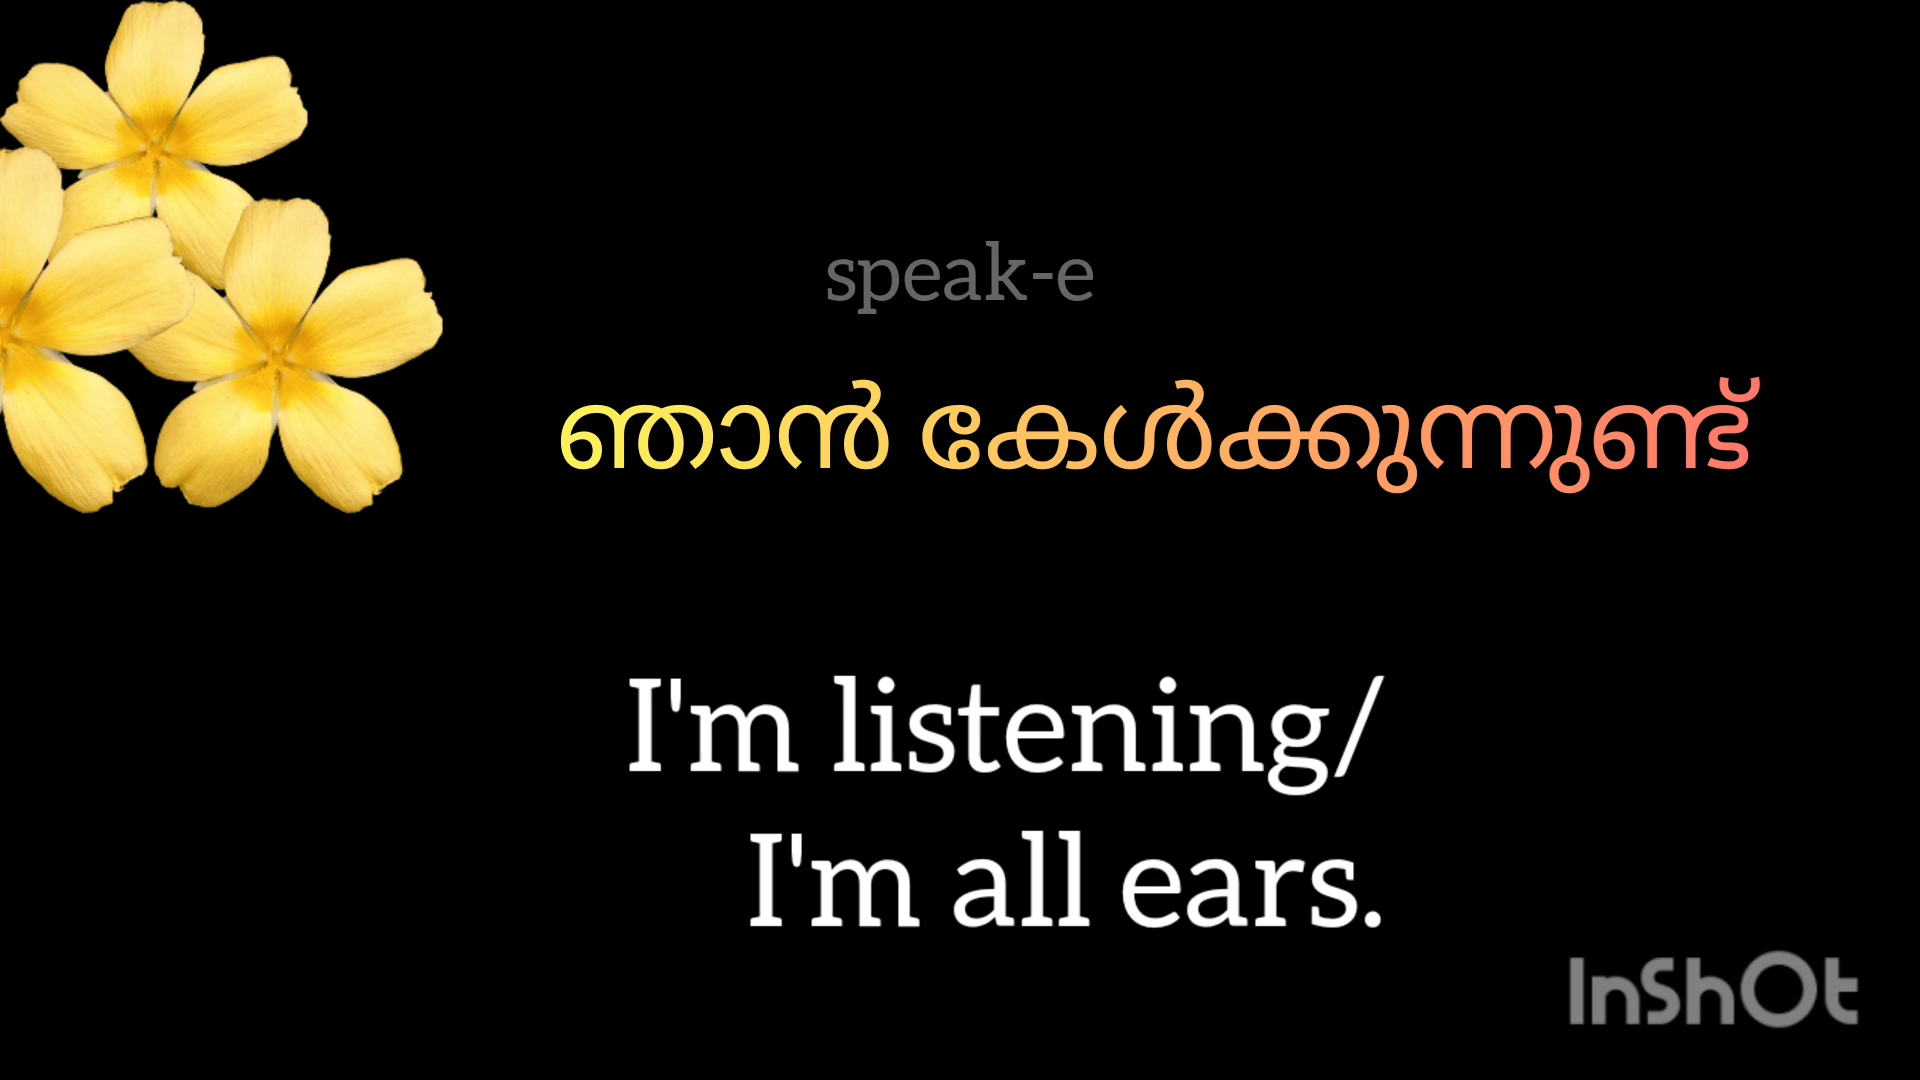 speak-e
ഞാൻ കേൾക്കുന്നുണ്ട്
I'm listening/
I'm all ears.
InShOt